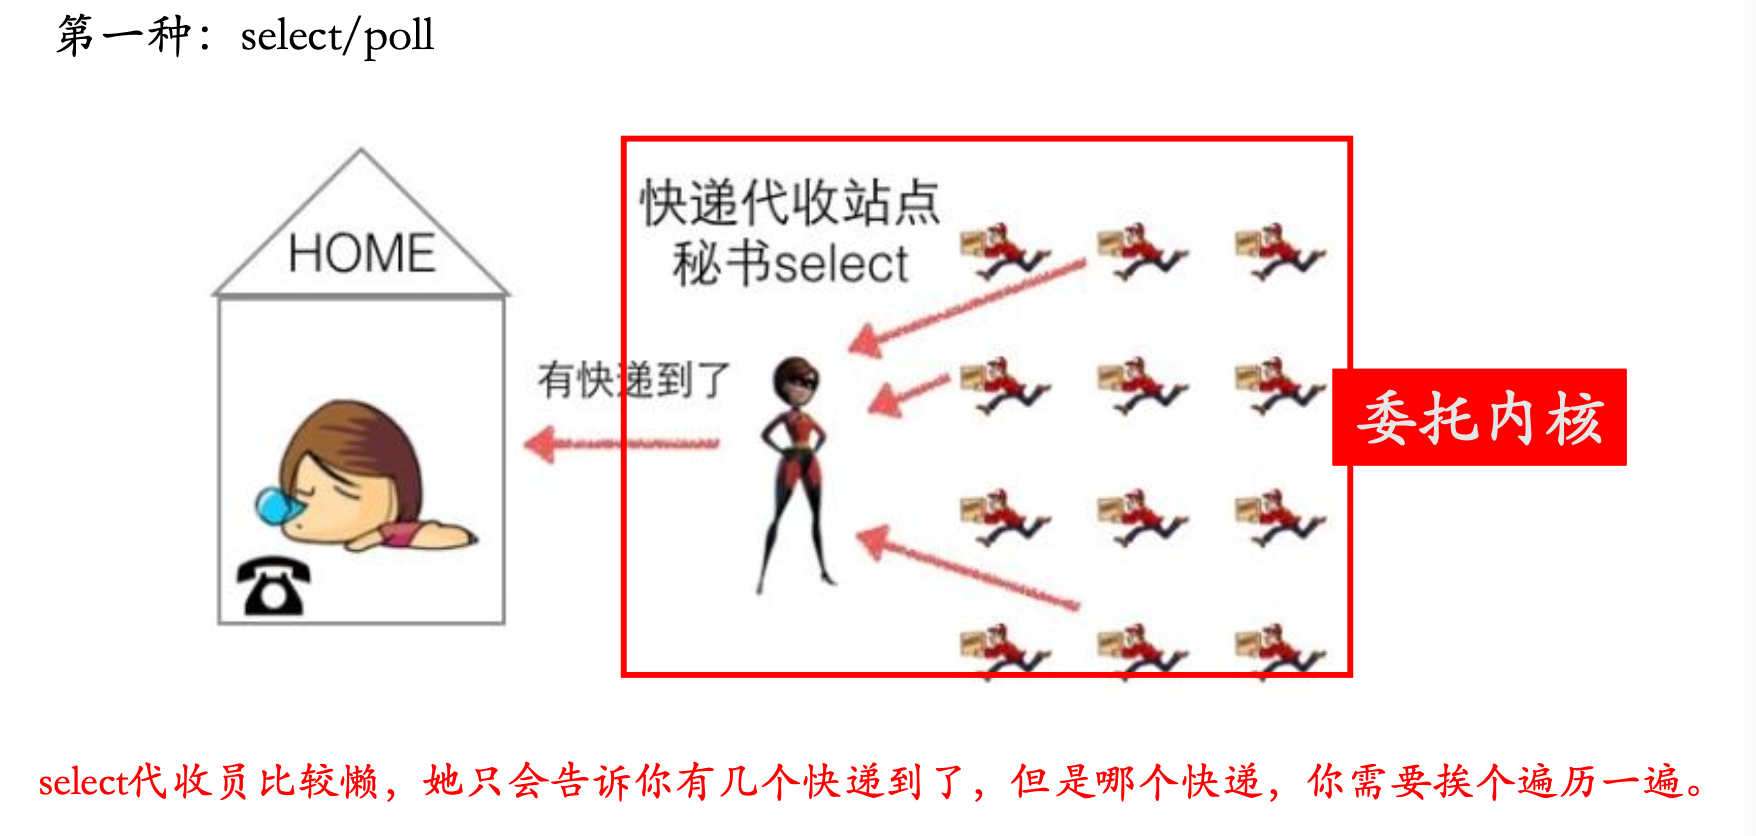 第一种：select/poll
HOME
快递代收站点
秘书select
有快递到了
委托内核
select代收员比较懒，她只会告诉你有几个快递到了，但是哪个快递，你需要挨个遍历一遍。